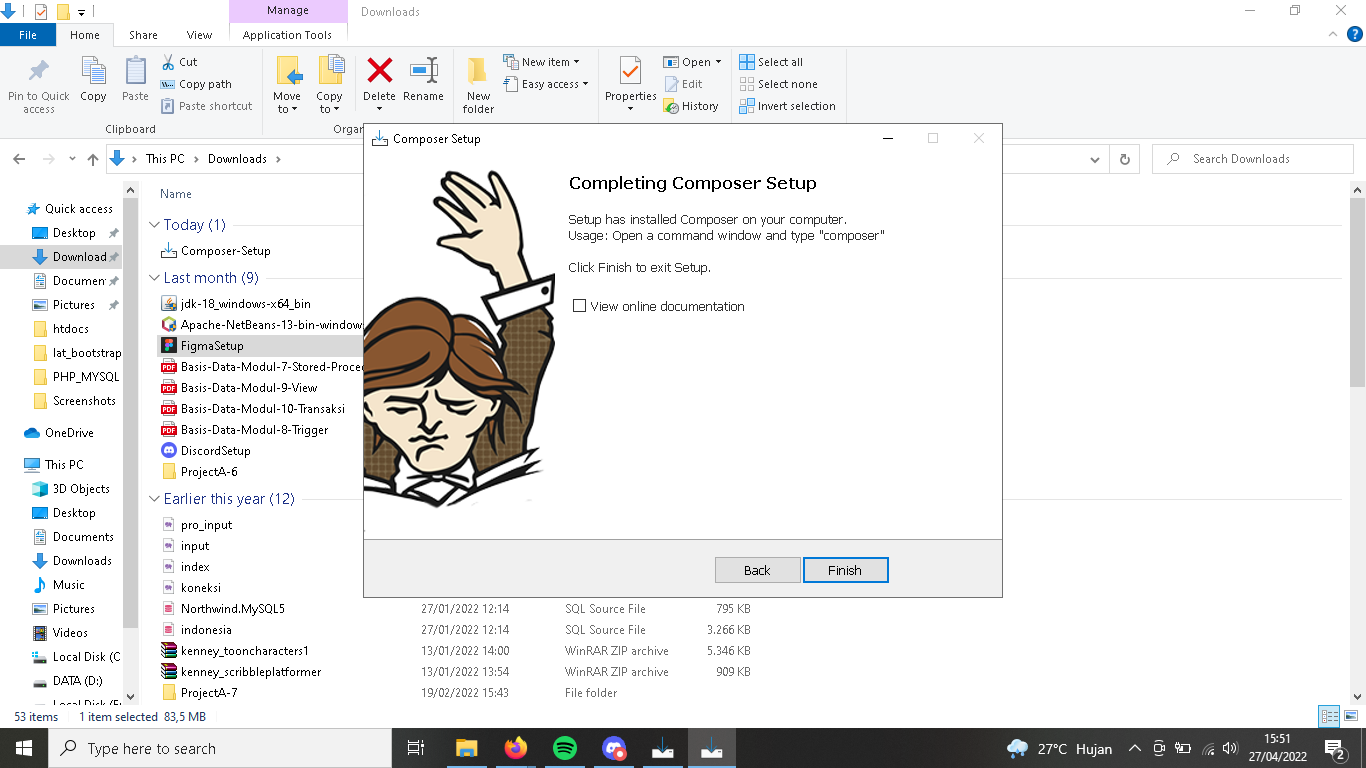 Manage
Downloads
File
Home
Share
View
Application Tools
Pin to Quick access
Copy
Paste
Cut
Copy path
Paste shortcut
Clipboard
Move to
Copy to
Delete
Rename
Organ
New folder
New item
Easy access
Properties
Open
Edit
History
Select all
Select none
Invert selection
This PC
Downloads
Search Downloads
Composer Setup
Completing Composer Setup
Setup has installed Composer on your computer.
Usage: Open a command window and type "composer"
Click Finish to exit Setup.
View online documentation
Back
Finish
Quick access
Desktop
Download
Documen
Pictures
htdocs
lat_bootstrap
PHP_MYSQL
Screenshots
OneDrive
This PC
3D Objects
Desktop
Documents
Downloads
Music
Pictures
Videos
Local Disk (C
DATA (D:)
Name
Today (1)
Composer-Setup
Last month (9)
jdk-18_windows-x64_bin
Apache-NetBeans-13-bin-window
FigmaSetup
Basis-Data-Modul-7-Stored-Proced
Basis-Data-Modul-9-View
Basis-Data-Modul-10-Transaksi
Basis-Data-Modul-8-Trigger
DiscordSetup
ProjectA-6
Earlier this year (12)
pro_input
input
index
koneksi
Northwind.MySQL5 27/01/2022 12:14 SQL Source File 795 KB
indonesia 27/01/2022 12:14 SQL Source File 3.266 KB
kenney_tooncharacters1 13/01/2022 14:00 WinRAR ZIP archive 5.346 KB
kenney_scribbleplatformer 13/01/2022 13:54 WinRAR ZIP archive 909 KB
ProjectA-7 19/02/2022 15:43 File folder
53 items 1 item selected 83,5 MB
Type here to search
27°C Hujan
15:51
27/04/2022
2